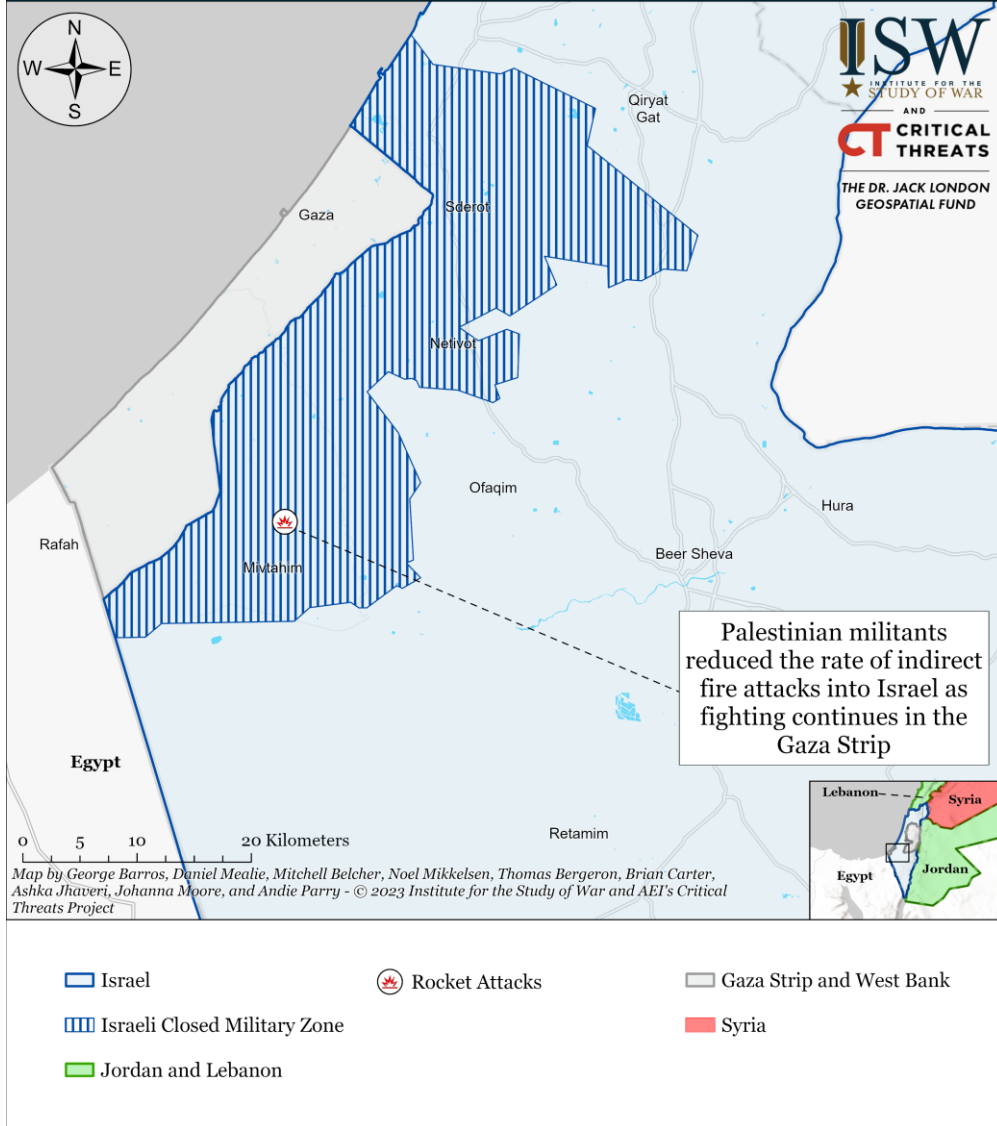 N
W
E
S
ISW
INSTITUTE FOR THE
STUDY OF WAR
AND
CT CRITICAL
THREATS
THE DR. JACK LONDON
GEOSPATIAL FUND
Qiryat
Gat
Gaza
Sderot
Netivot
Ofaqim
Hura
Rafah
Mivtahim
Beer Sheva
Palestinian militants
reduced the rate of indirect
fire attacks into Israel as
fighting continues in the
Gaza Strip
Egypt
Retamim
0 5 10 20 Kilometers
Map by George Barros, Daniel Mealie, Mitchell Belcher, Noel Mikkelsen, Thomas Bergeron, Brian Carter,
Ashka Jhaveri, Johanna Moore, and Andie Parry - © 2023 Institute for the Study of War and AEI's Critical
Threats Project
Lebanon
Syria
Egypt
Jordan
Israel
Rocket Attacks
Gaza Strip and West Bank
Israeli Closed Military Zone
Syria
Jordan and Lebanon